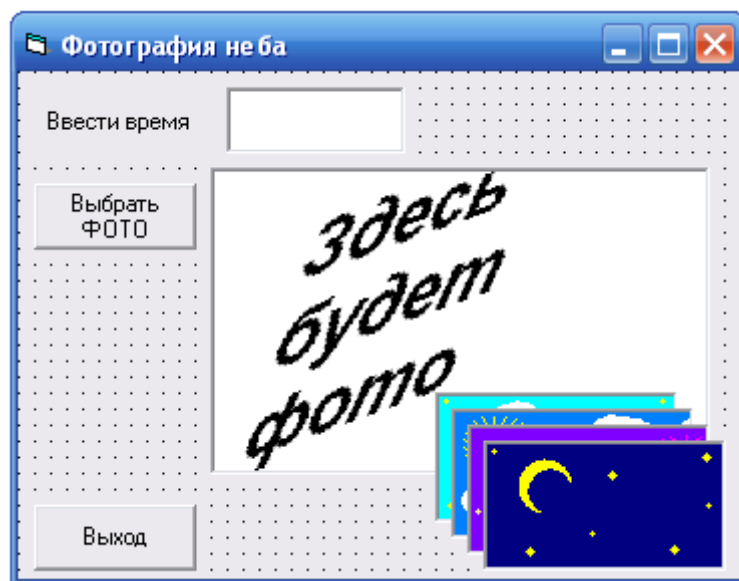 Фотография неба
Ввести время
Выбрать
ФОТО
Здесь
будет
фото
Выход